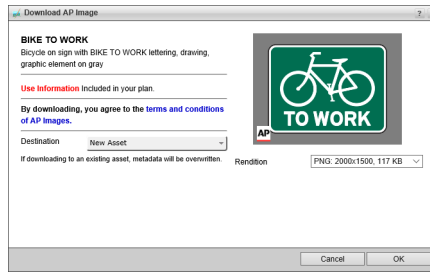 Download AP Image
?
BIKE TO WORK
Bicycle on sign with BIKE TO WORK lettering, drawing,
graphic element on gray
Use Information Included in your plan.
By downloading, you agree to the terms and conditions
of AP Images.
Destination
New Asset
If downloading to an existing asset, metadata will be overwritten.
TO WORK
AP
Rendition
PNG: 2000x1500, 117 KB
Cancel
OK